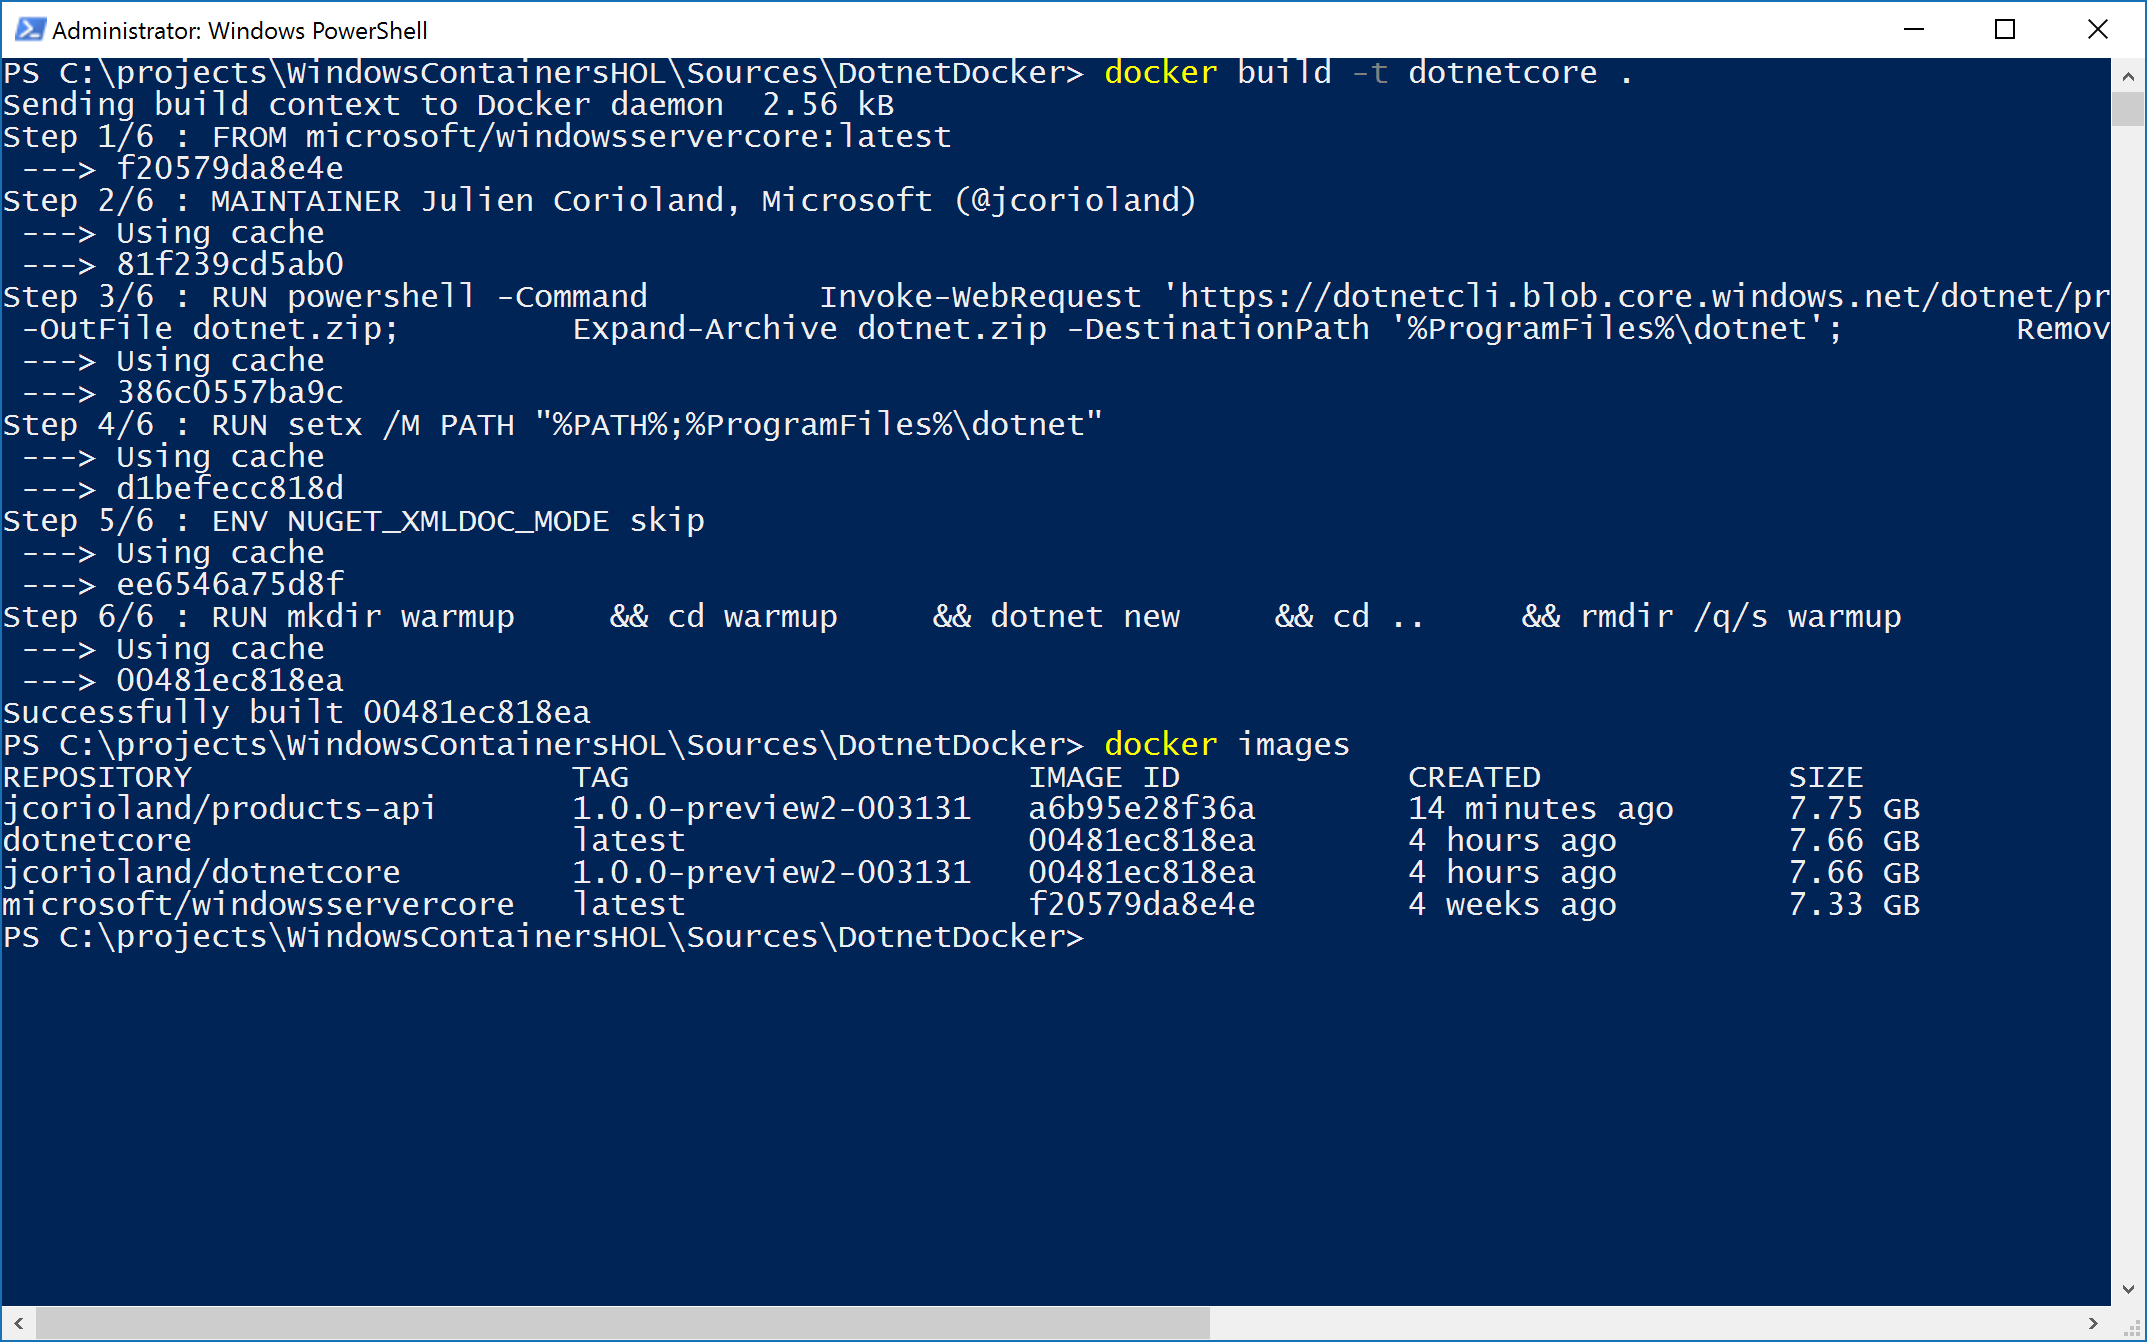 Administrator: Windows PowerShell
PS C:\projects\WindowsContainersHOL\Sources\DotnetDocker> docker build -t dotnetcore .
Sending build context to Docker daemon  2.56 kB
Step 1/6 : FROM microsoft/windowsservercore:latest
 ---> f20579da8e4e
Step 2/6 : MAINTAINER Julien Corioland, Microsoft (@jcorioland)
 ---> Using cache
 ---> 81f239cd5ab0
Step 3/6 : RUN powershell -Command         Invoke-WebRequest 'https://dotnetcli.blob.core.windows.net/dotnet/pr
 -OutFile dotnet.zip;         Expand-Archive dotnet.zip -DestinationPath '%ProgramFiles%\dotnet';         Remov
 ---> Using cache
 ---> 386c0557ba9c
Step 4/6 : RUN setx /M PATH "%PATH%;%ProgramFiles%\dotnet"
 ---> Using cache
 ---> d1befecc818d
Step 5/6 : ENV NUGET_XMLDOC_MODE skip
 ---> Using cache
 ---> ee6546a75d8f
Step 6/6 : RUN mkdir warmup     && cd warmup     && dotnet new     && cd ..     && rmdir /q/s warmup
 ---> Using cache
 ---> 00481ec818ea
Successfully built 00481ec818ea
PS C:\projects\WindowsContainersHOL\Sources\DotnetDocker> docker images
REPOSITORY                    TAG                     IMAGE ID            CREATED             SIZE
jcorioland/products-api       1.0.0-preview2-003131   a6b95e28f36a        14 minutes ago      7.75 GB
dotnetcore                    latest                  00481ec818ea        4 hours ago         7.66 GB
jcorioland/dotnetcore         1.0.0-preview2-003131   00481ec818ea        4 hours ago         7.66 GB
microsoft/windowsservercore   latest                  f20579da8e4e        4 weeks ago         7.33 GB
PS C:\projects\WindowsContainersHOL\Sources\DotnetDocker>